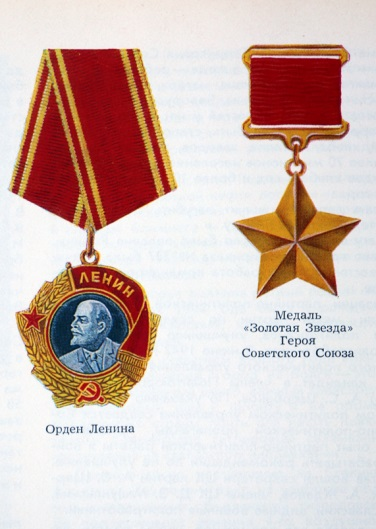 ЛЕНИН
Орден Ленина
Медаль
«Золотая Звезда»
Героя
Советского Союза